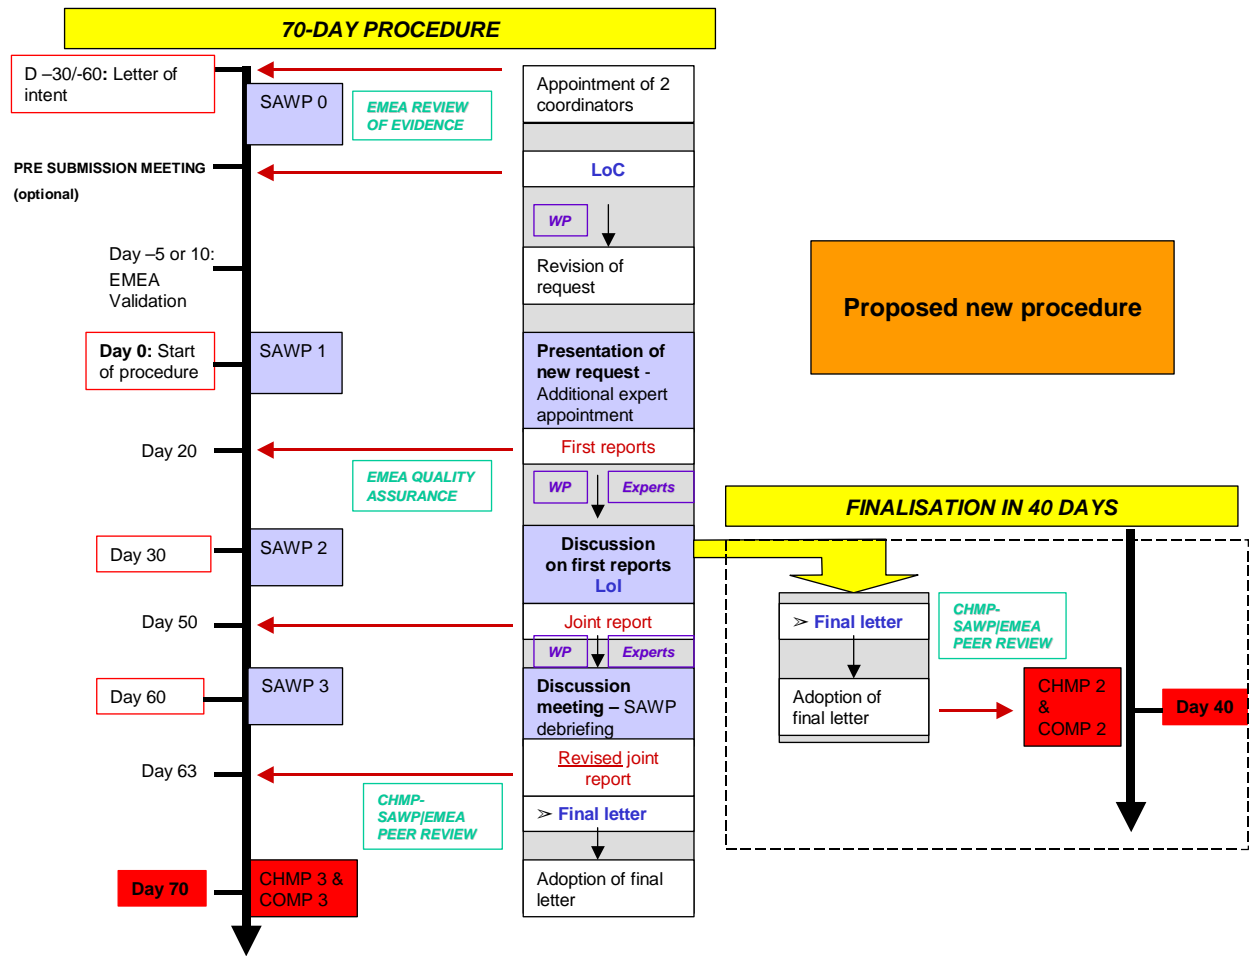 70-DAY PROCEDURE
D –30/-60: Letter of
intent
SAWP 0
EMEA REVIEW
OF EVIDENCE
Appointment of 2
coordinators
PRE SUBMISSION MEETING
(optional)
LoC
WP
Day –5 or 10:
EMEA
Validation
Revision of
request
Proposed new procedure
Day 0: Start
of procedure
SAWP 1
Presentation of
new request -
Additional expert
appointment
Day 20
First reports
EMEA QUALITY
ASSURANCE
WP
Experts
Day 30
SAWP 2
Discussion
on first reports
LoI
Day 50
Joint report
WP
Experts
Day 60
SAWP 3
Discussion
meeting – SAWP
debriefing
Day 63
Revised joint
report
CHMP-
SAWP|EMEA
PEER REVIEW
➢ Final letter
Day 70
CHMP 3 &
COMP 3
Adoption of final
letter
FINALISATION IN 40 DAYS
➢ Final letter
CHMP-
SAWP|EMEA
PEER REVIEW
Adoption of
final letter
CHMP 2
&
COMP 2
Day 40